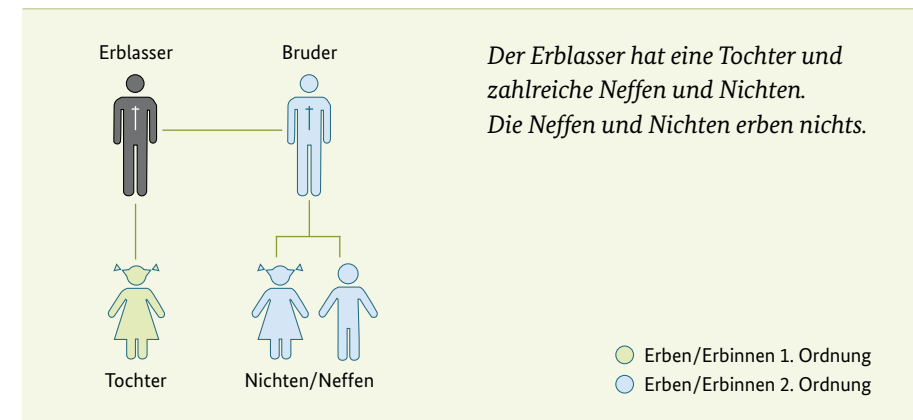 Erblasser
Bruder
Der Erblasser hat eine Tochter und
zahlreiche Neffen und Nichten.
Die Neffen und Nichten erben nichts.
Tochter
Nichten/Neffen
Erben/Erbinnen 1. Ordnung
Erben/Erbinnen 2. Ordnung